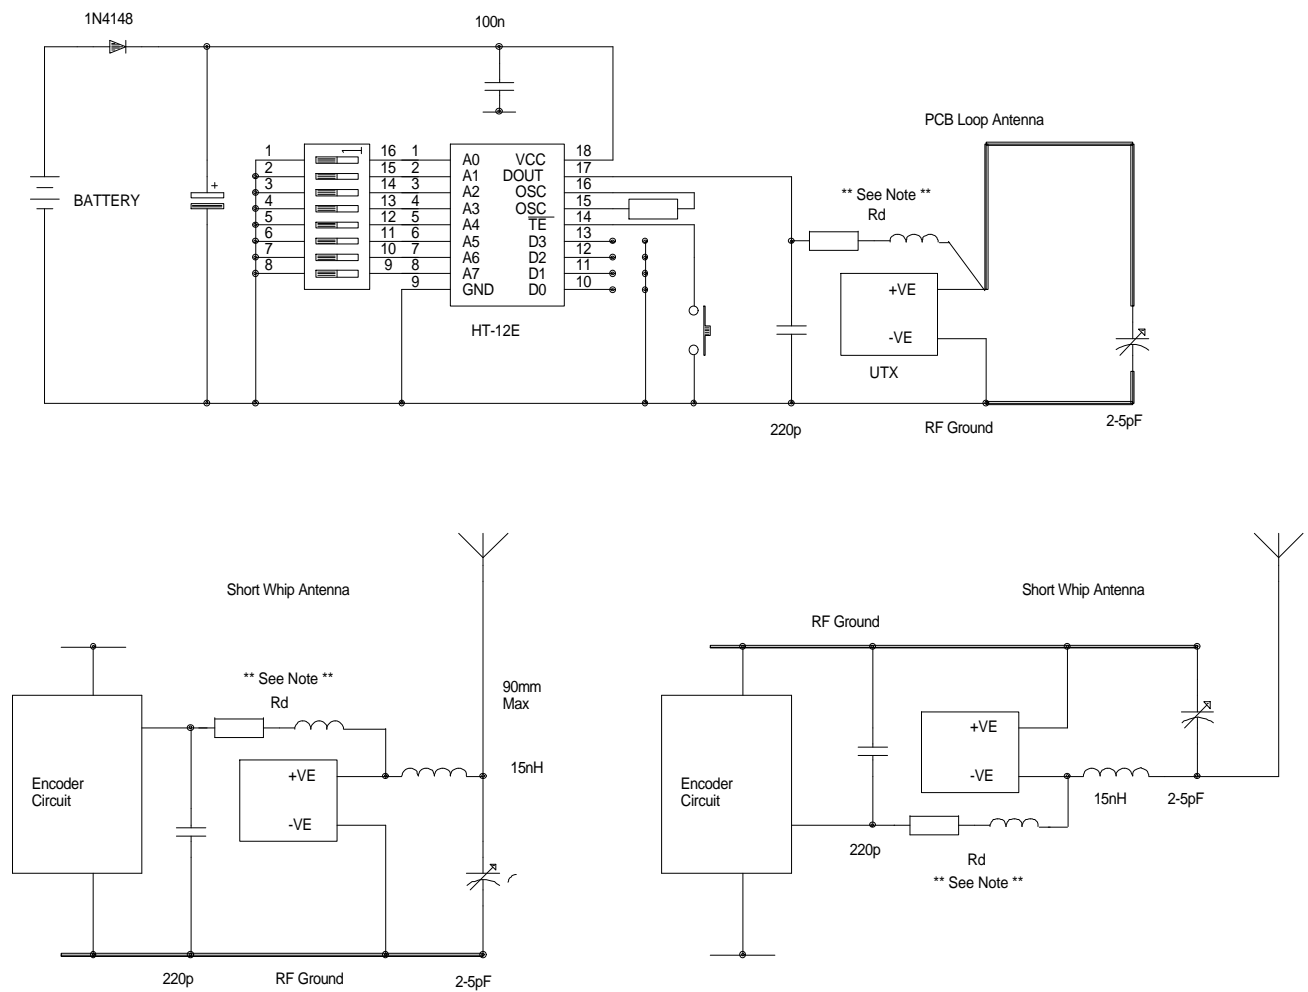 1N4148
100n
PCB Loop Antenna
BATTERY
+
1 16 1 A0 VCC 18
2 15 2 A1 DOUT 17
3 14 3 A2 OSC 16
4 13 4 A3 OSC 15
5 12 5 A4 TE 14
6 11 6 A5 D3 13
7 10 7 A6 D2 12
8 9 8 A7 D1 11
9 GND D0 10
1
HT-12E
** See Note **
Rd
+VE
-VE
UTX
220p
RF Ground
2-5pF
Short Whip Antenna
** See Note **
Rd
90mm
Max
15nH
Encoder
Circuit
+VE
-VE
220p
RF Ground
2-5pF
Short Whip Antenna
RF Ground
+VE
-VE
Encoder
Circuit
15nH
2-5pF
220p
Rd
** See Note **